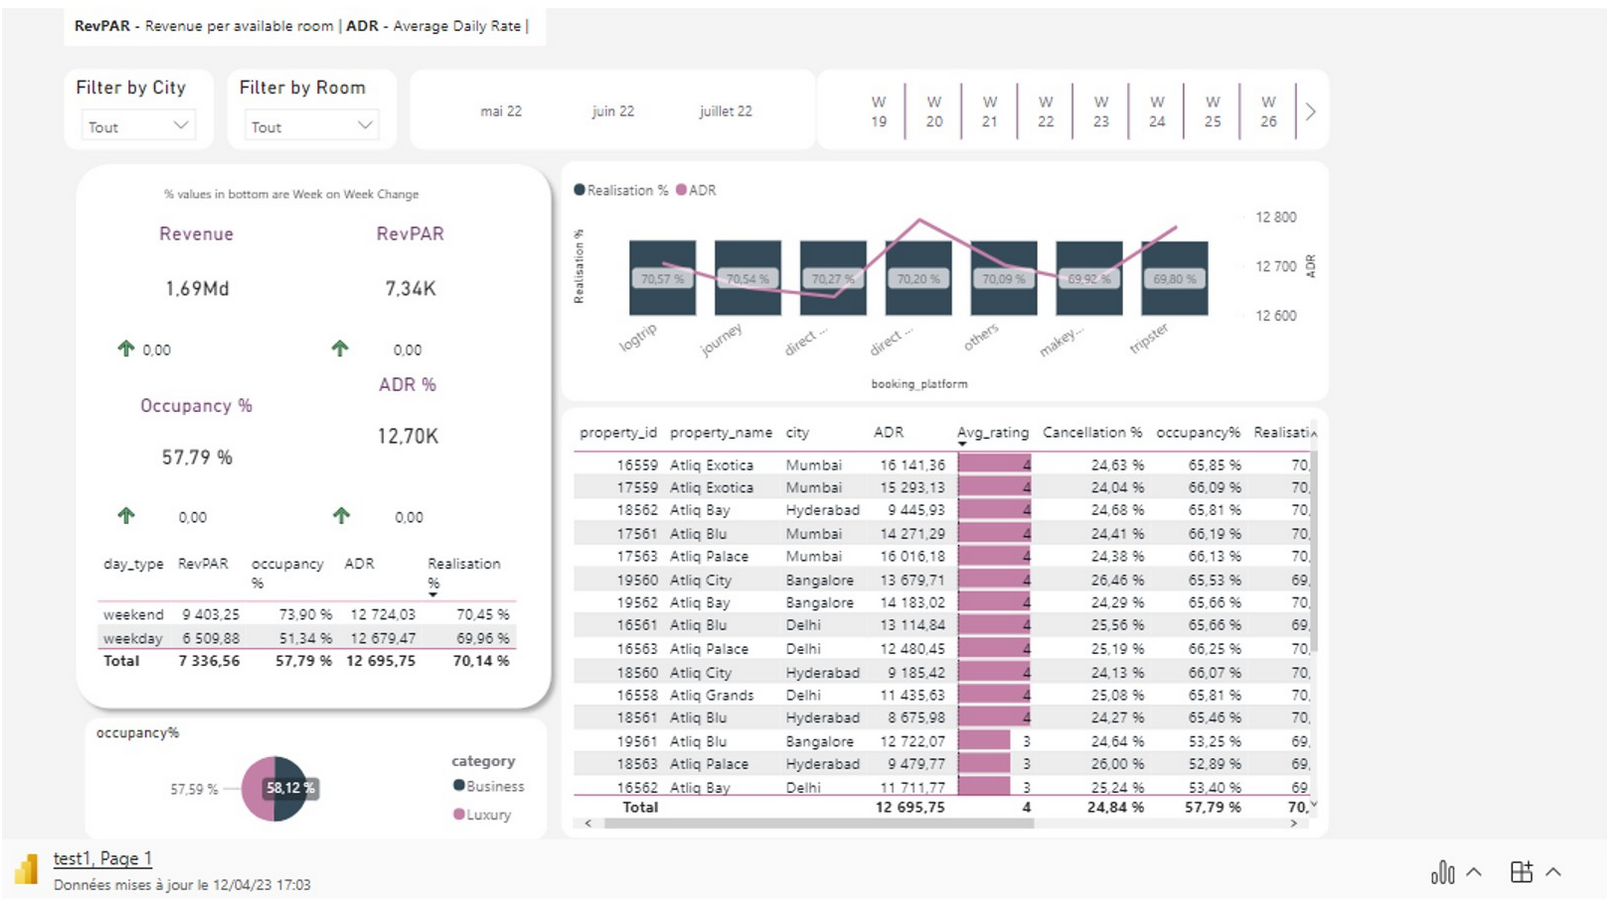 RevPAR - Revenue per available room | ADR - Average Daily Rate |
Filter by City
Tout
Filter by Room
Tout
mai 22 juin 22 juillet 22
W 19 W 20 W 21 W 22 W 23 W 24 W 25 W 26
% values in bottom are Week on Week Change
Revenue RevPAR
1,69Md 7,34K
0,00 0,00
Occupancy % ADR %
57,79 % 12,70K
0,00 0,00
day_type RevPAR occupancy % ADR Realisation %
weekend 9 403,25 73,90 % 12 724,03 70,45 %
weekday 6 509,88 51,34 % 12 679,47 69,96 %
Total 7 336,56 57,79 % 12 695,75 70,14 %
occupancy%
57,59 % 58,12 %
category
Business
Luxury
Realisation % ADR
Realisation %
70,57 % 70,54 % 70,27 % 70,20 % 70,09 % 69,92 % 69,80 %
12 800
12 700
12 600
ADR
logtrip journey direct ... direct ... others makey... tripster
booking_platform
property_id property_name city ADR Avg_rating Cancellation % occupancy% Realisati
16559 Atliq Exotica Mumbai 16 141,36 4 24,63 % 65,85 % 70,
17559 Atliq Exotica Mumbai 15 293,13 4 24,04 % 66,09 % 70,
18562 Atliq Bay Hyderabad 9 445,93 4 24,68 % 65,81 % 70,
17561 Atliq Blu Mumbai 14 271,29 4 24,41 % 66,19 % 70,
17563 Atliq Palace Mumbai 16 016,18 4 24,38 % 66,13 % 70,
19560 Atliq City Bangalore 13 679,71 4 26,46 % 65,53 % 69,
19562 Atliq Bay Bangalore 14 183,02 4 24,29 % 65,66 % 70,
16561 Atliq Blu Delhi 13 114,84 4 25,56 % 65,66 % 69,
16563 Atliq Palace Delhi 12 480,45 4 25,19 % 66,25 % 70,
18560 Atliq City Hyderabad 9 185,42 4 24,13 % 66,07 % 70,
16558 Atliq Grands Delhi 11 435,63 4 25,08 % 65,81 % 70,
18561 Atliq Blu Hyderabad 8 675,98 4 24,27 % 65,46 % 70,
19561 Atliq Blu Bangalore 12 722,07 3 24,64 % 53,25 % 69,
18563 Atliq Palace Hyderabad 9 479,77 3 26,00 % 52,89 % 69,
16562 Atliq Bay Delhi 11 711,77 3 25,24 % 53,40 % 69
Total 12 695,75 4 24,84 % 57,79 % 70,
test1, Page 1
Données mises à jour le 12/04/23 17:03